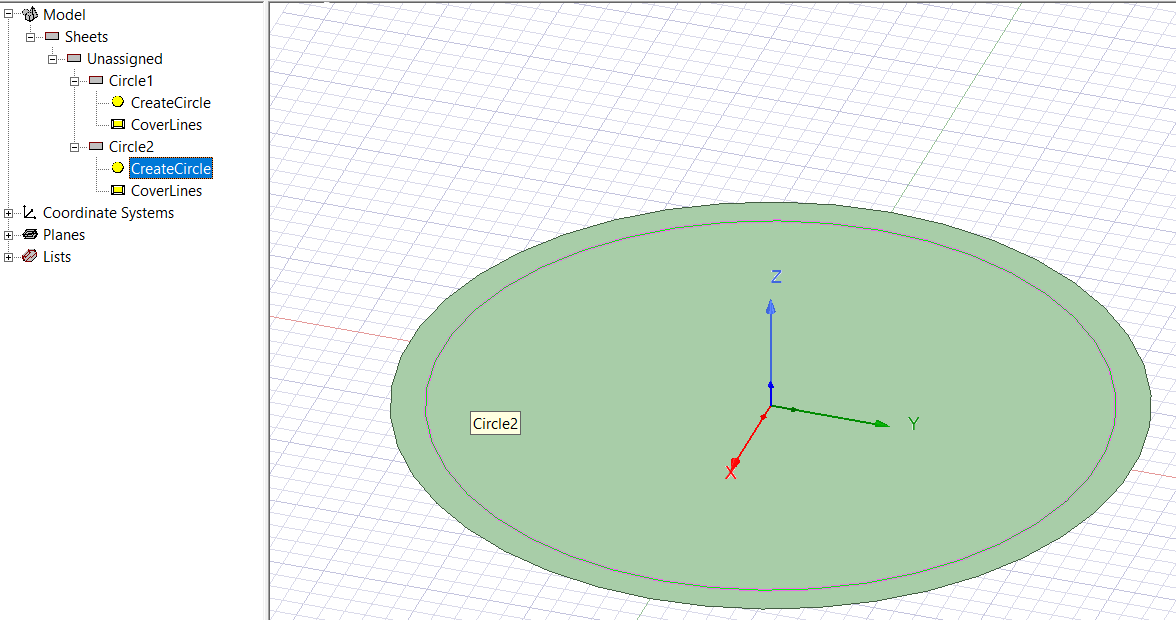 Model
Sheets
Unassigned
Circle1
CreateCircle
CoverLines
Circle2
CreateCircle
CoverLines
Coordinate Systems
Planes
Lists
Z
Circle2
Y
X